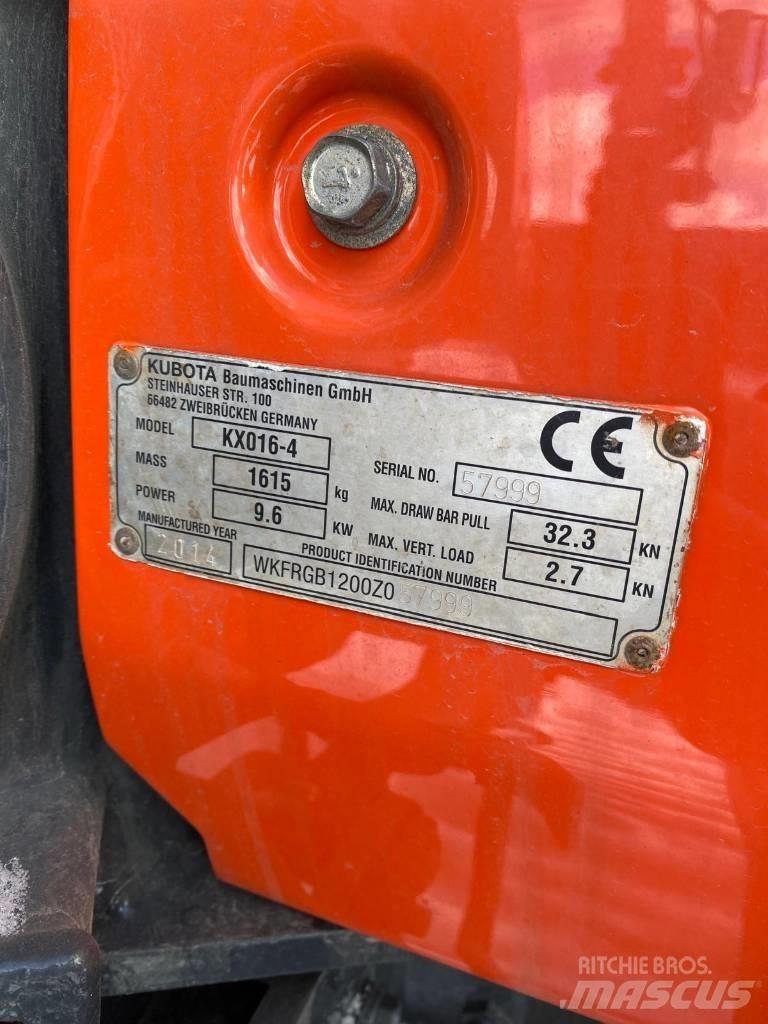 KUBOTA Baumaschinen GmbH
STEINHAUSER STR. 100
66482 ZWEIBRÜCKEN GERMANY
CE
MODEL KX016-4
MASS 1615 kg
POWER 9.6 KW
MANUFACTURED YEAR
2014
SERIAL NO. 57999
MAX. DRAW BAR PULL 32.3 KN
MAX. VERT. LOAD 2.7 KN
PRODUCT IDENTIFICATION NUMBER
WKFRGB1200Z057999
RITCHIE BROS.
MASCUS